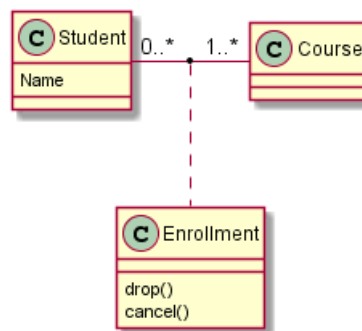 C Student
0..*
1..*
C Course
Name
C Enrollment
drop()
cancel()